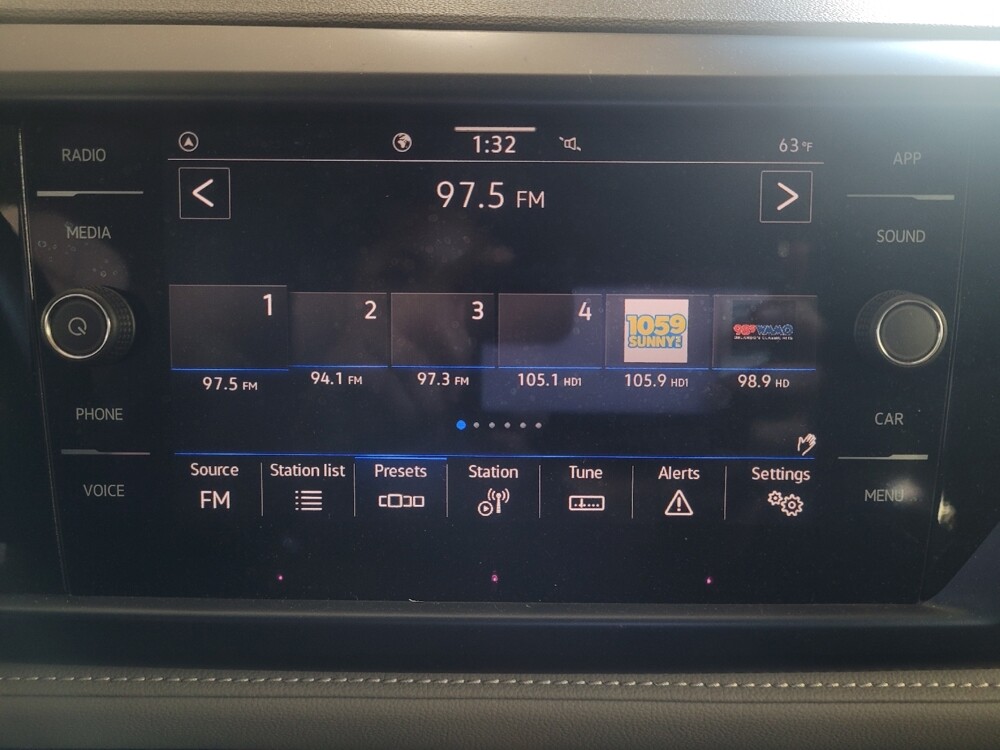 RADIO
MEDIA
PHONE
VOICE
1:32
63°F
97.5 FM
<
>
1
2
3
4
1059
SUNNY FM
WMMO
97.5 FM
94.1 FM
97.3 FM
105.1 HD1
105.9 HD1
98.9 HD
Source
FM
Station list
Presets
Station
Tune
Alerts
Settings
APP
SOUND
CAR
MENU